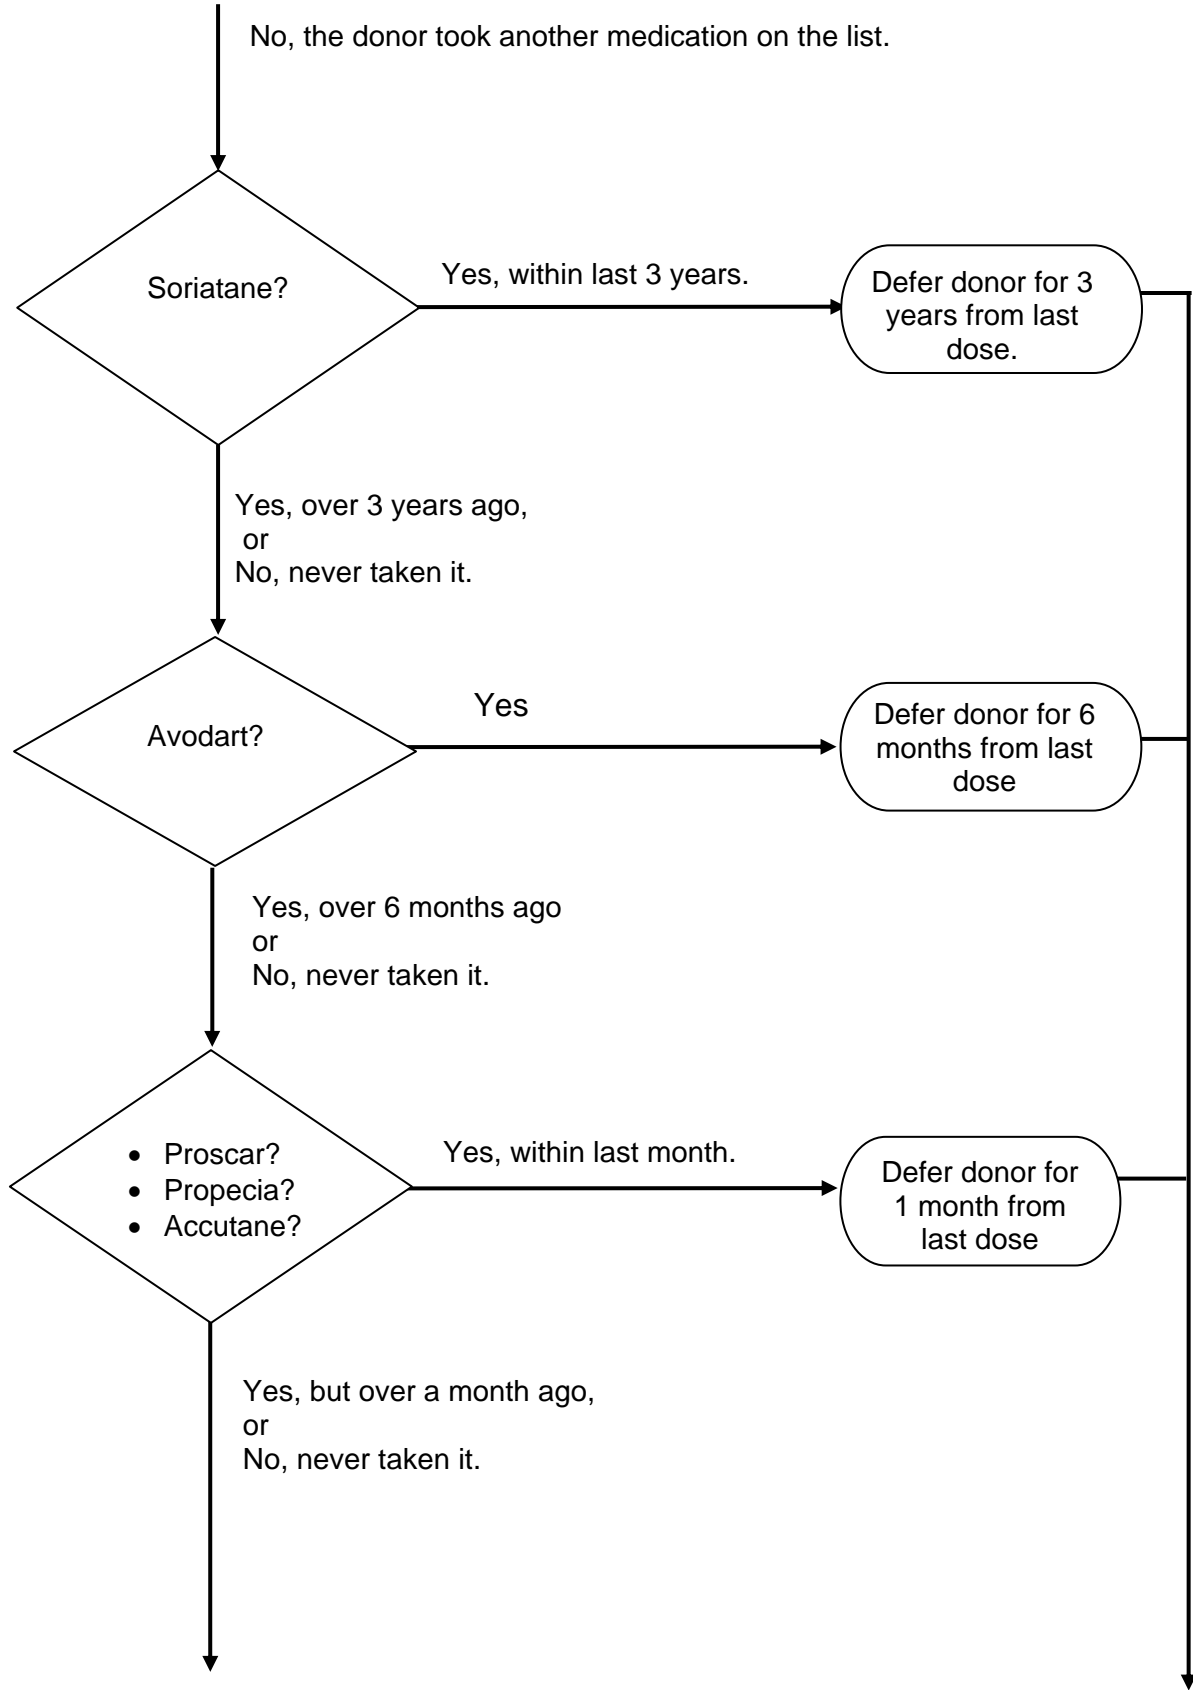 No, the donor took another medication on the list.
Soriatane?
Yes, within last 3 years.
Defer donor for 3
years from last
dose.
Yes, over 3 years ago,
or
No, never taken it.
Avodart?
Yes
Defer donor for 6
months from last
dose
Yes, over 6 months ago
or
No, never taken it.
• Proscar?
• Propecia?
• Accutane?
Yes, within last month.
Defer donor for
1 month from
last dose
Yes, but over a month ago,
or
No, never taken it.